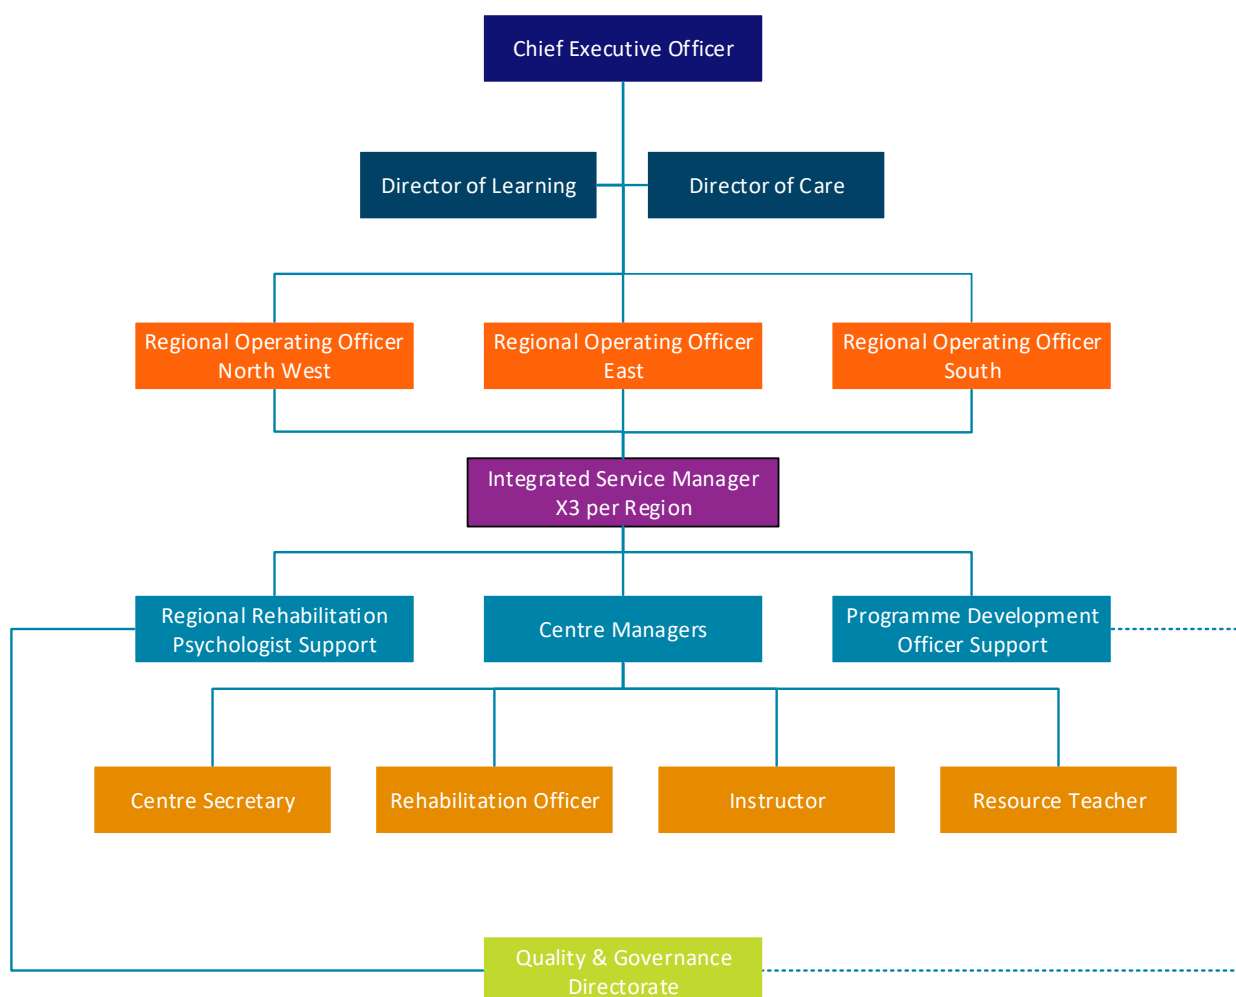 Chief Executive Officer
Director of Learning
Director of Care
Regional Operating Officer
North West
Regional Operating Officer
East
Regional Operating Officer
South
Integrated Service Manager
X3 per Region
Regional Rehabilitation
Psychologist Support
Centre Managers
Programme Development
Officer Support
Centre Secretary
Rehabilitation Officer
Instructor
Resource Teacher
Quality & Governance
Directorate